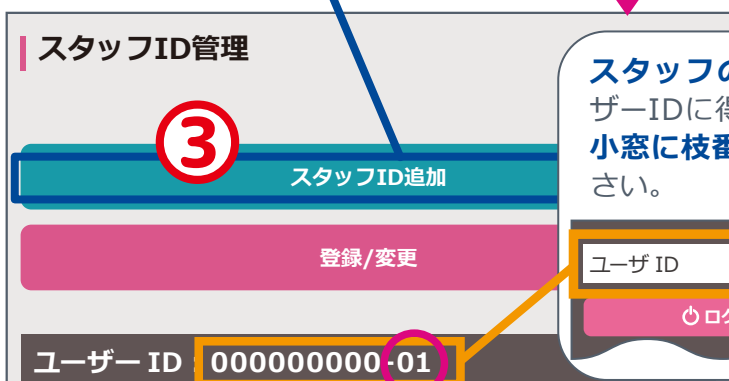 スタッフID管理
③
スタッフID追加
登録/変更
ユーザー ID : 000000000-01
スタッフの
ザーIDに得
小窓に枝番
さい。
ユーザ ID
ログ